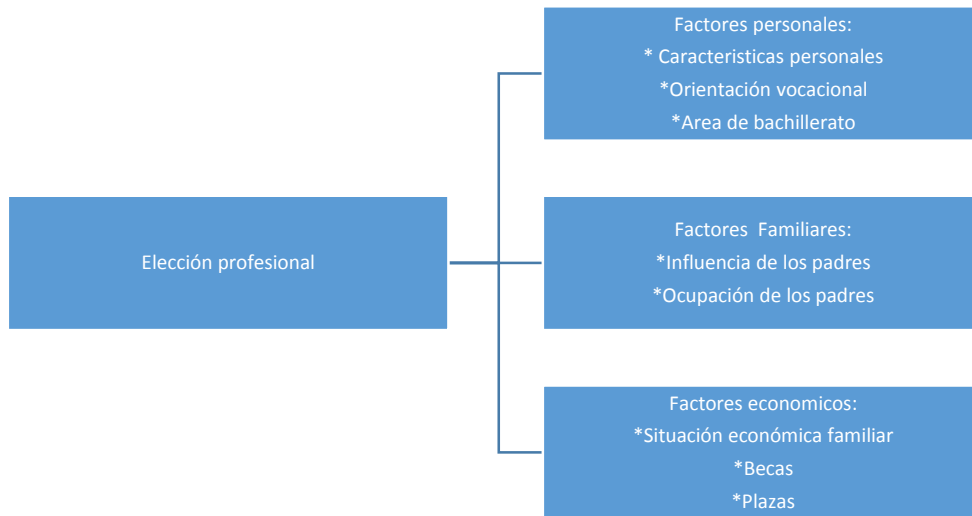 Elección profesional
Factores personales:
* Caracteristicas personales
*Orientación vocacional
*Area de bachillerato
Factores  Familiares:
*Influencia de los padres
*Ocupación de los padres
Factores economicos:
*Situación económica familiar
*Becas
*Plazas